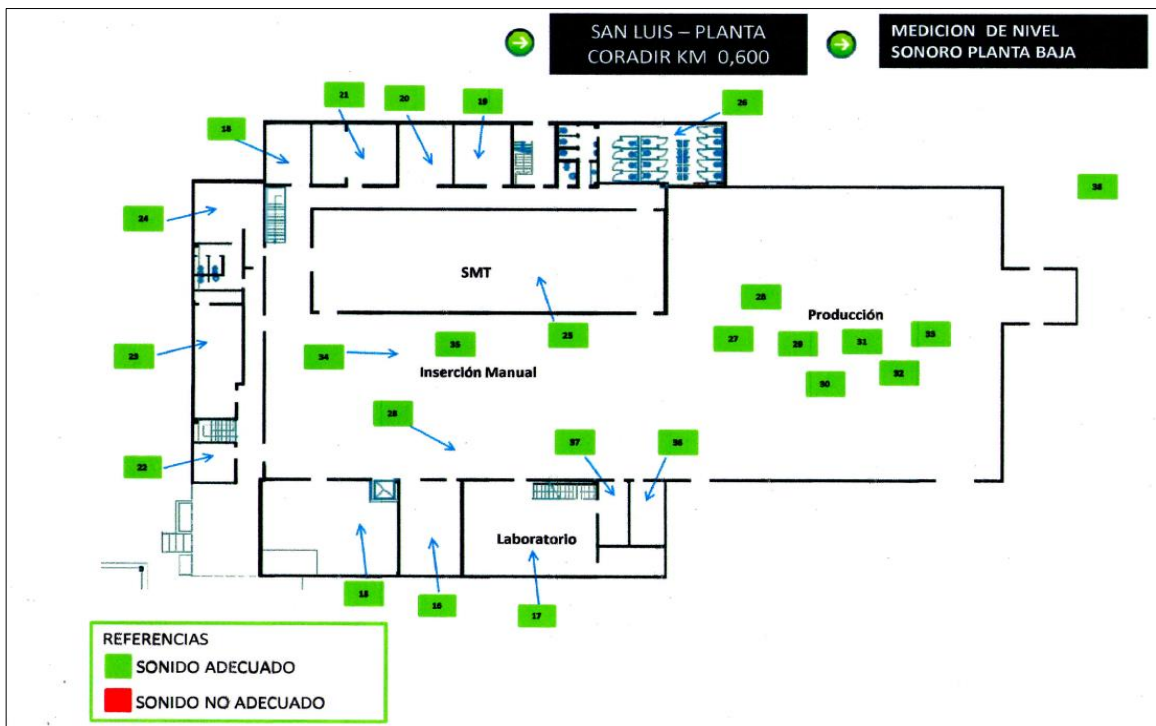 SAN LUIS – PLANTA
CORADIR KM 0,600
MEDICION DE NIVEL
SONORO PLANTA BAJA
21
20
19
26
18
38
24
SMT
28
Producción
27
29
31
33
25
34
35
23
Inserción Manual
32
30
28
37
36
22
Laboratorio
15
16
17
REFERENCIAS
SONIDO ADECUADO
SONIDO NO ADECUADO